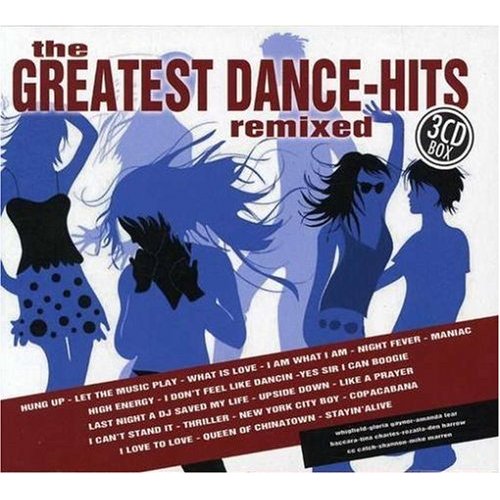 the
GREATEST DANCE-HITS
remixed
3CD
BOX
HUNG UP - LET THE MUSIC PLAY - WHAT IS LOVE - I AM WHAT I AM - NIGHT FEVER - MANIAC
HIGH ENERGY - I DON'T FEEL LIKE DANCIN -YES SIR I CAN BOOGIE
LAST NIGHT A DJ SAVED MY LIFE - UPSIDE DOWN - LIKE A PRAYER
I CAN'T STAND IT - THRILLER - NEW YORK CITY BOY - COPACABANA
I LOVE TO LOVE - QUEEN OF CHINATOWN - STAYIN'ALIVE
whigfield-gloria gaynor-amanda lear
baccara-tina charles-rozalla-den harrow
cc catch-shannon-mike marren